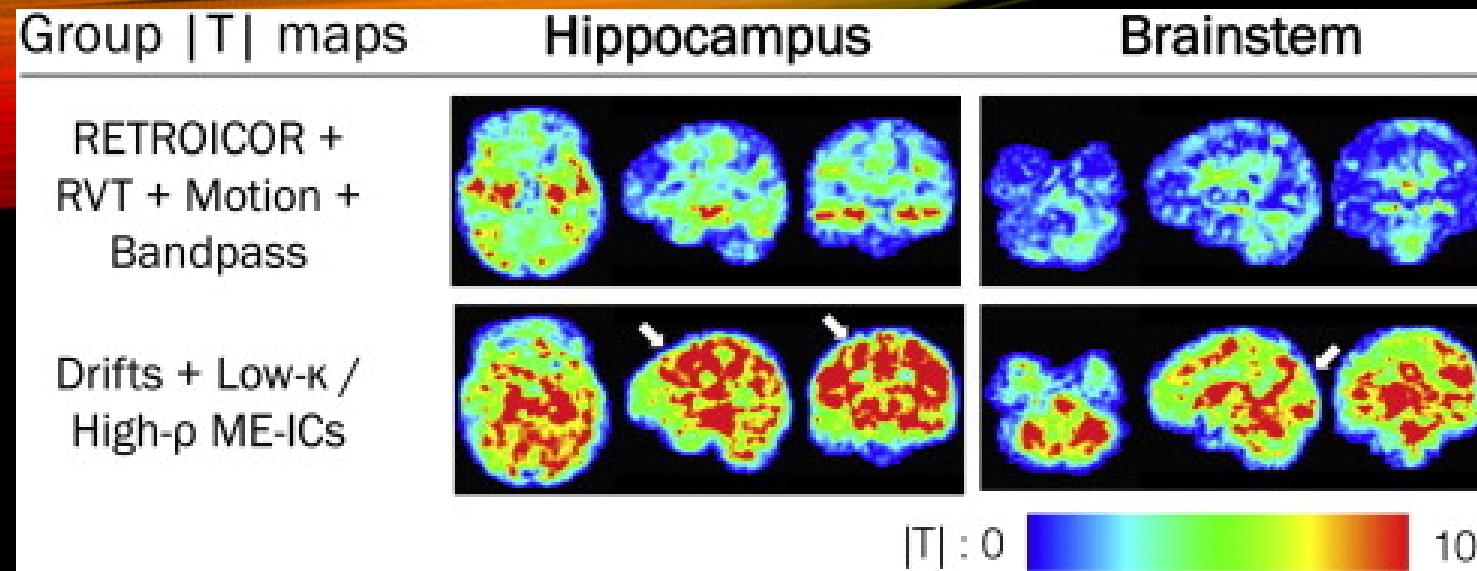 Group |T| maps
Hippocampus
Brainstem
RETROICOR +
RVT + Motion +
Bandpass
Drifts + Low-κ /
High-ρ ME-ICs
|T| : 0
10